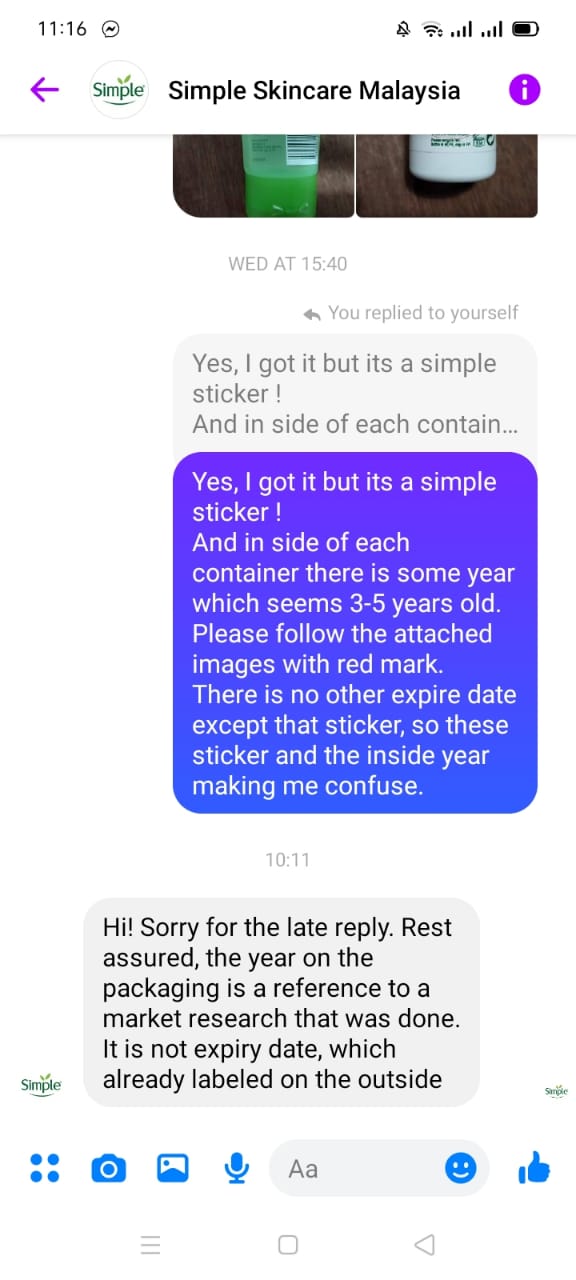 11:16
Simple
Simple Skincare Malaysia
WED AT 15:40
You replied to yourself
Yes, I got it but its a simple
sticker !
And in side of each contain...
Yes, I got it but its a simple
sticker !
And in side of each
container there is some year
which seems 3-5 years old.
Please follow the attached
images with red mark.
There is no other expire date
except that sticker, so these
sticker and the inside year
making me confuse.
10:11
Hi! Sorry for the late reply. Rest
assured, the year on the
packaging is a reference to a
market research that was done.
It is not expiry date, which
already labeled on the outside
Simple
Simple
Aa